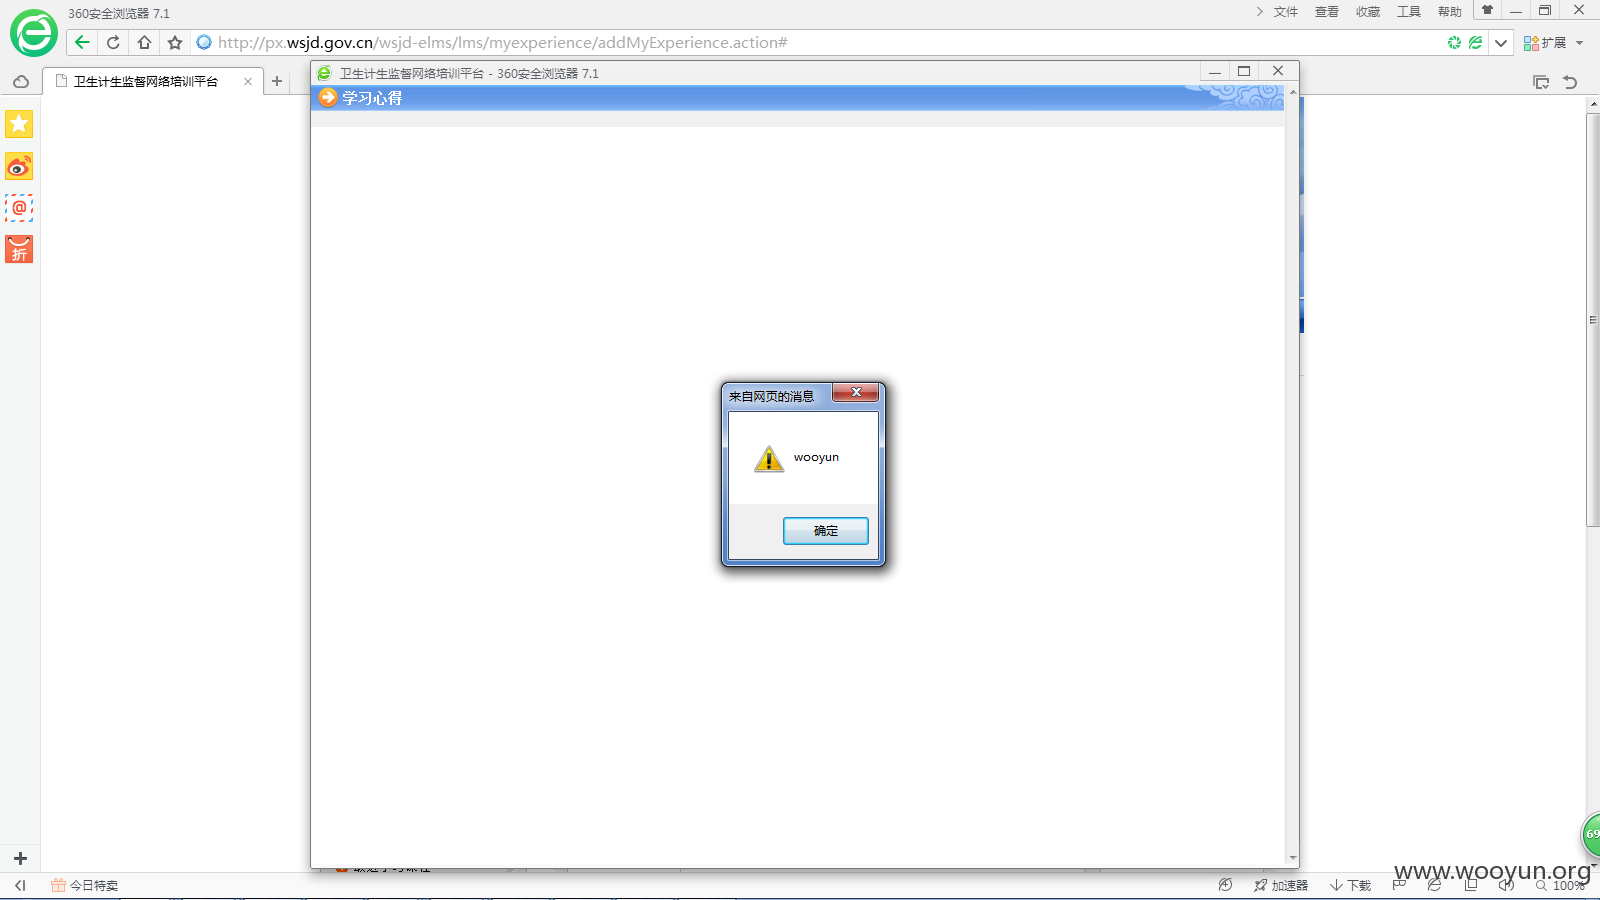 360安全浏览器 7.1
文件 查看 收藏 工具 帮助
http://px.wsjd.gov.cn/wsjd-elms/lms/myexperience/addMyExperience.action#
扩展
卫生计生监督网络培训平台
卫生计生监督网络培训平台 - 360安全浏览器 7.1
学习心得
@
折
来自网页的消息
wooyun
确定
69
www.wooyun.org
今日特卖
加速器
下载
100%